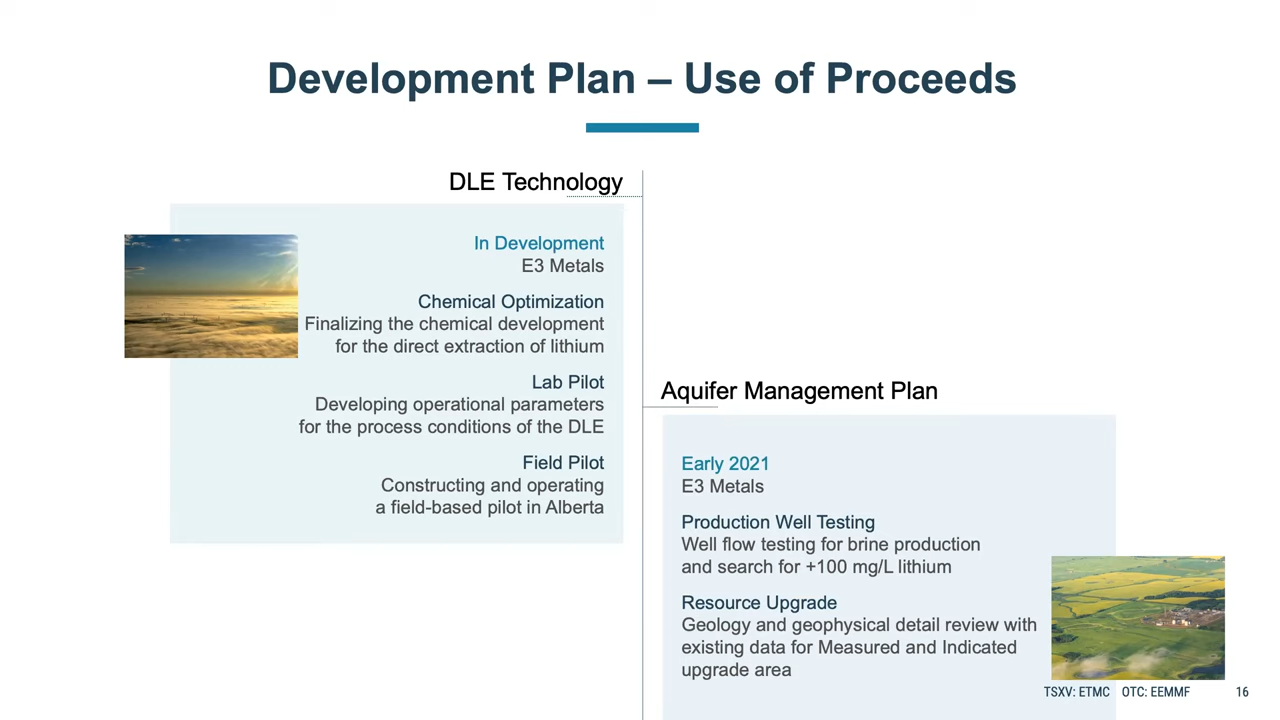 Development Plan – Use of Proceeds
DLE Technology
In Development
E3 Metals
Chemical Optimization
Finalizing the chemical development
for the direct extraction of lithium
Lab Pilot
Developing operational parameters
for the process conditions of the DLE
Field Pilot
Constructing and operating
a field-based pilot in Alberta
Aquifer Management Plan
Early 2021
E3 Metals
Production Well Testing
Well flow testing for brine production
and search for +100 mg/L lithium
Resource Upgrade
Geology and geophysical detail review with
existing data for Measured and Indicated
upgrade area
TSXV: ETMC OTC: EEMMF 16